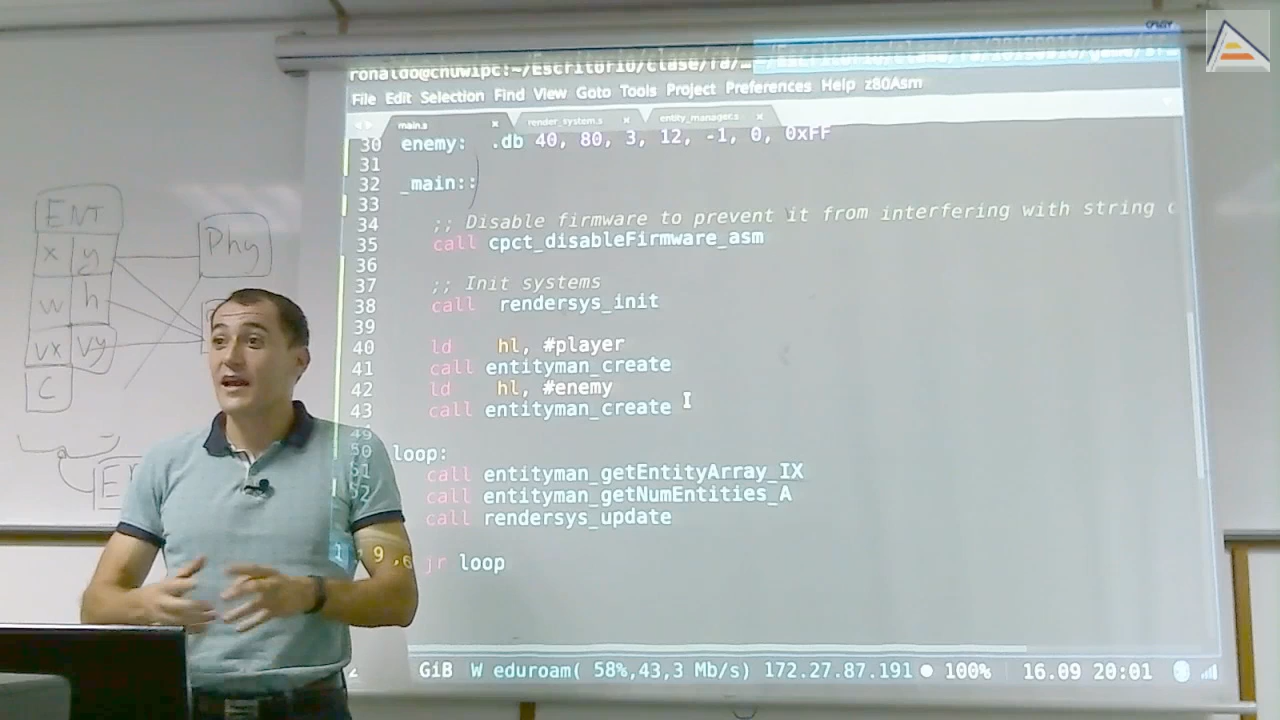 ronaldo@cnuwipc:~/Escritorio/clase/ra/…
File Edit Selection Find View Goto Tools Project Preferences Help z80Asm
main.s × render_system.s × entity_manager.s ×
30 enemy: .db 40, 80, 3, 12, -1, 0, 0xFF
31
32 _main::
33
34 ;; Disable firmware to prevent it from interfering with string
35 call cpct_disableFirmware_asm
36
37 ;; Init systems
38 call rendersys_init
39
40 ld hl, #player
41 call entityman_create
42 ld hl, #enemy
43 call entityman_create
49
50 loop:
51 call entityman_getEntityArray_IX
52 call entityman_getNumEntities_A
call rendersys_update
jr loop
GiB W eduroam( 58%,43,3 Mb/s) 172.27.87.191 100% 16.09 20:01
ENT
x y
w h
vx vy
C
Phy